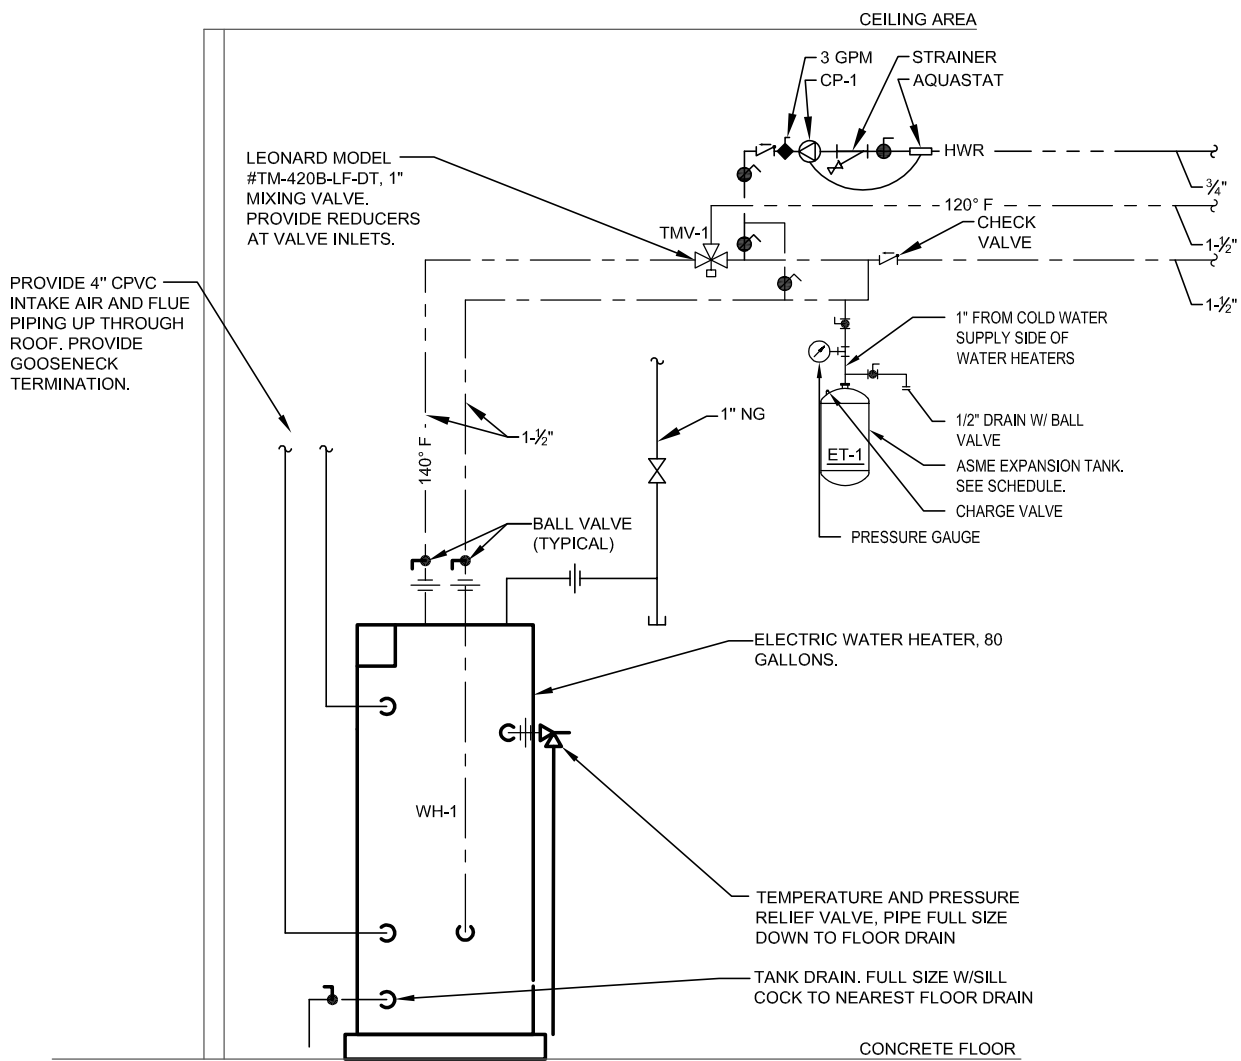 CEILING AREA
3 GPM
CP-1
STRAINER
AQUASTAT
HWR
3/4"
LEONARD MODEL
#TM-420B-LF-DT, 1"
MIXING VALVE.
PROVIDE REDUCERS
AT VALVE INLETS.
TMV-1
120° F
CHECK
VALVE
1-1/2"
1-1/2"
PROVIDE 4" CPVC
INTAKE AIR AND FLUE
PIPING UP THROUGH
ROOF. PROVIDE
GOOSENECK
TERMINATION.
1" FROM COLD WATER
SUPPLY SIDE OF
WATER HEATERS
1" NG
1-1/2"
140° F
1/2" DRAIN W/ BALL
VALVE
ET-1
ASME EXPANSION TANK.
SEE SCHEDULE.
CHARGE VALVE
PRESSURE GAUGE
BALL VALVE
(TYPICAL)
ELECTRIC WATER HEATER, 80
GALLONS.
WH-1
TEMPERATURE AND PRESSURE
RELIEF VALVE, PIPE FULL SIZE
DOWN TO FLOOR DRAIN
TANK DRAIN. FULL SIZE W/SILL
COCK TO NEAREST FLOOR DRAIN
CONCRETE FLOOR